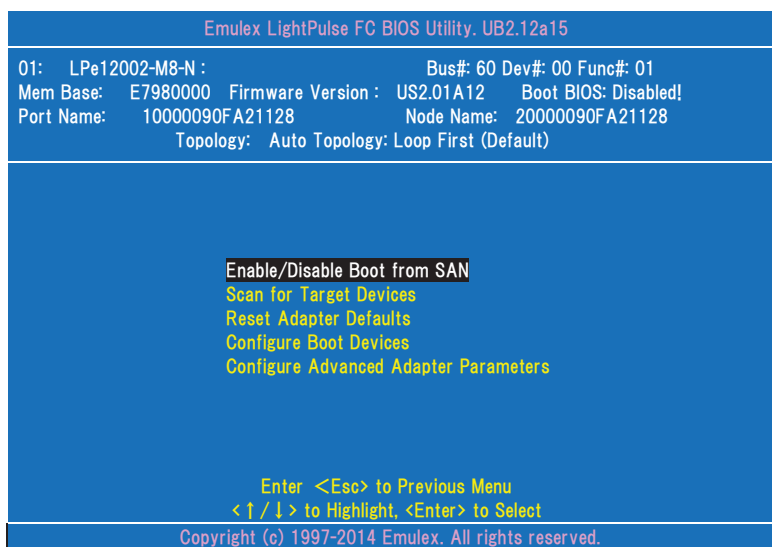 Emulex LightPulse FC BIOS Utility. UB2.12a15
01: LPe12002-M8-N : Bus#: 60 Dev#: 00 Func#: 01
Mem Base: E7980000 Firmware Version : US2.01A12 Boot BIOS: Disabled!
Port Name: 10000090FA21128 Node Name: 20000090FA21128
Topology: Auto Topology: Loop First (Default)
Enable/Disable Boot from SAN
Scan for Target Devices
Reset Adapter Defaults
Configure Boot Devices
Configure Advanced Adapter Parameters
Enter <Esc> to Previous Menu
<↑/↓> to Highlight, <Enter> to Select
Copyright (c) 1997-2014 Emulex. All rights reserved.